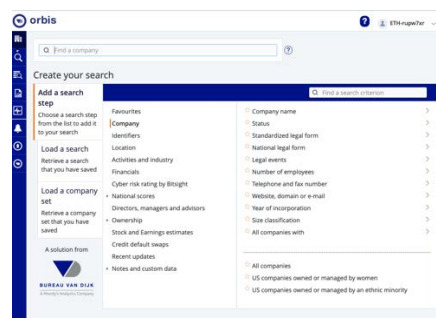 orbis
?
ETH-rupw7xr
Find a company
?
Create your search
Find a search criterion
Add a search
step
Choose a search step
from the list to add it
to your search
Load a search
Retrieve a search
that you have saved
Load a company
set
Retrieve a company
set that you have
saved
A solution from
BUREAU VAN DIJK
A Moody's Analytics Company
Favourites
Company
Identifiers
Location
Activities and industry
Financials
Cyber risk rating by Bitsight
National scores
Directors, managers and advisors
Ownership
Stock and Earnings estimates
Credit default swaps
Recent updates
Notes and custom data
Company name
Status
Standardized legal form
National legal form
Legal events
Number of employees
Telephone and fax number
Website, domain or e-mail
Year of incorporation
Size classification
All companies with
All companies
US companies owned or managed by women
US companies owned or managed by an ethnic minority